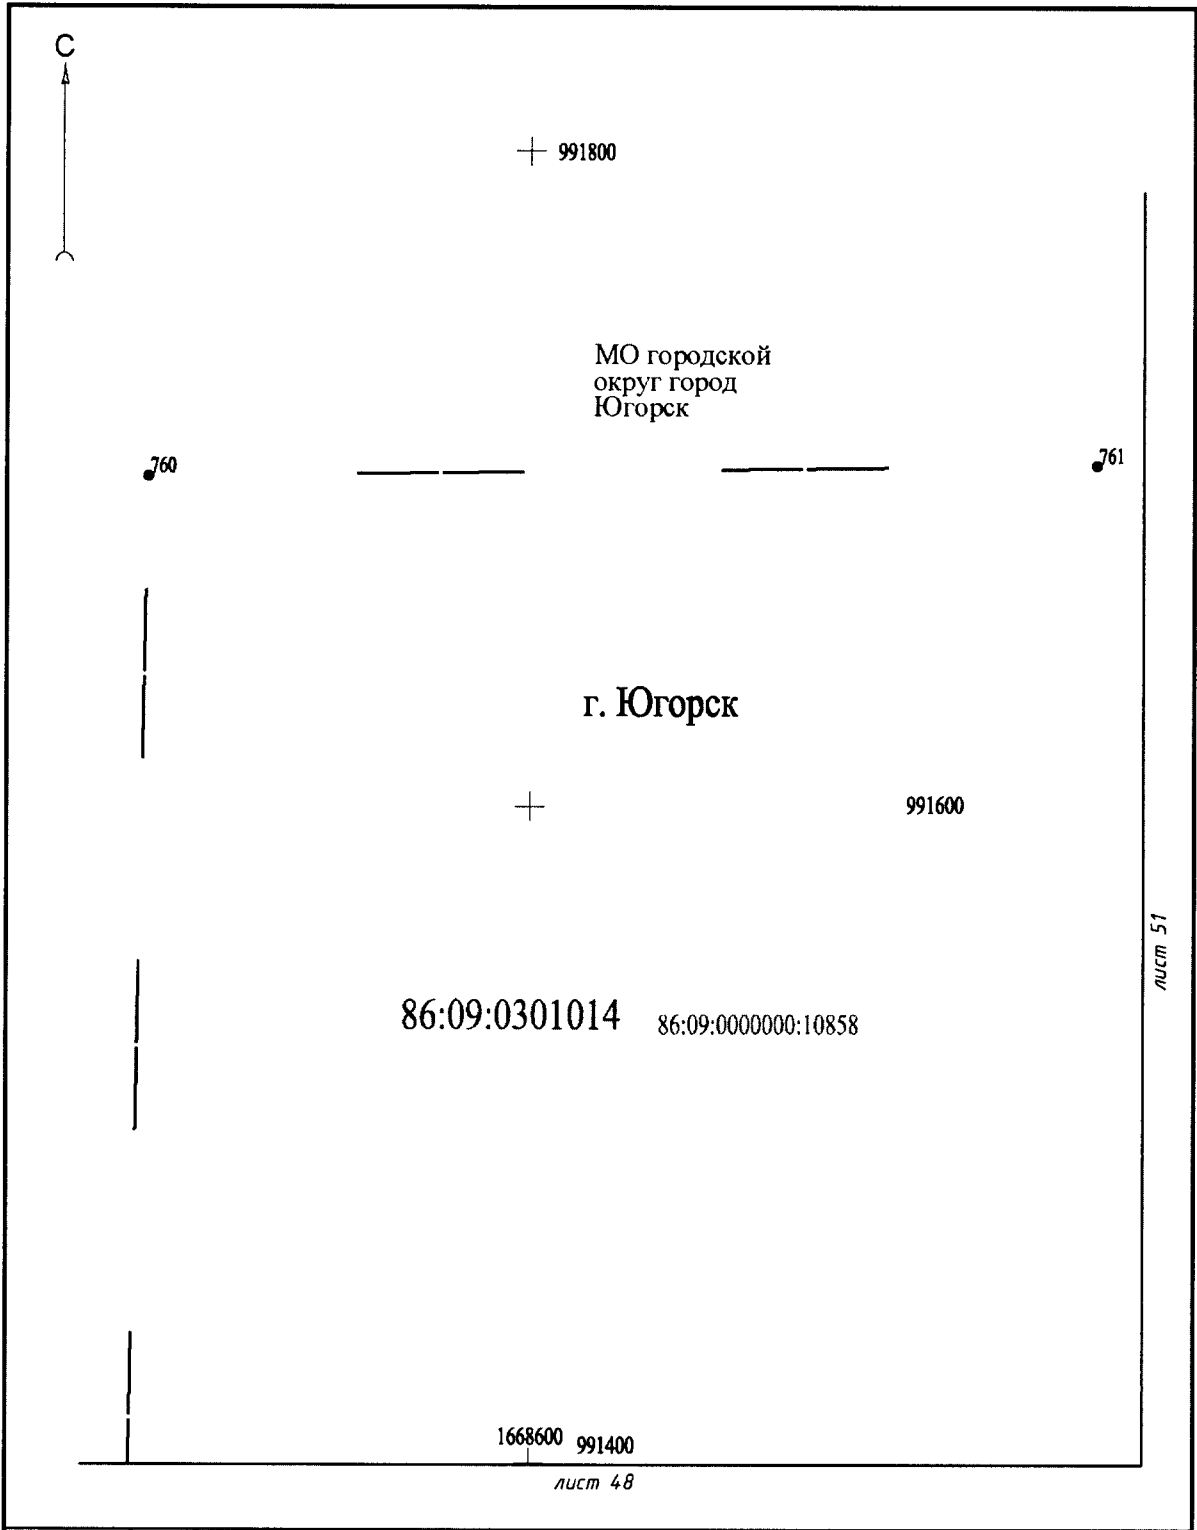 С
991800
МО городской
округ город
Югорск
760
761
г. Югорск
991600
лист 51
86:09:0301014 86:09:0000000:10858
1668600 991400
лист 48